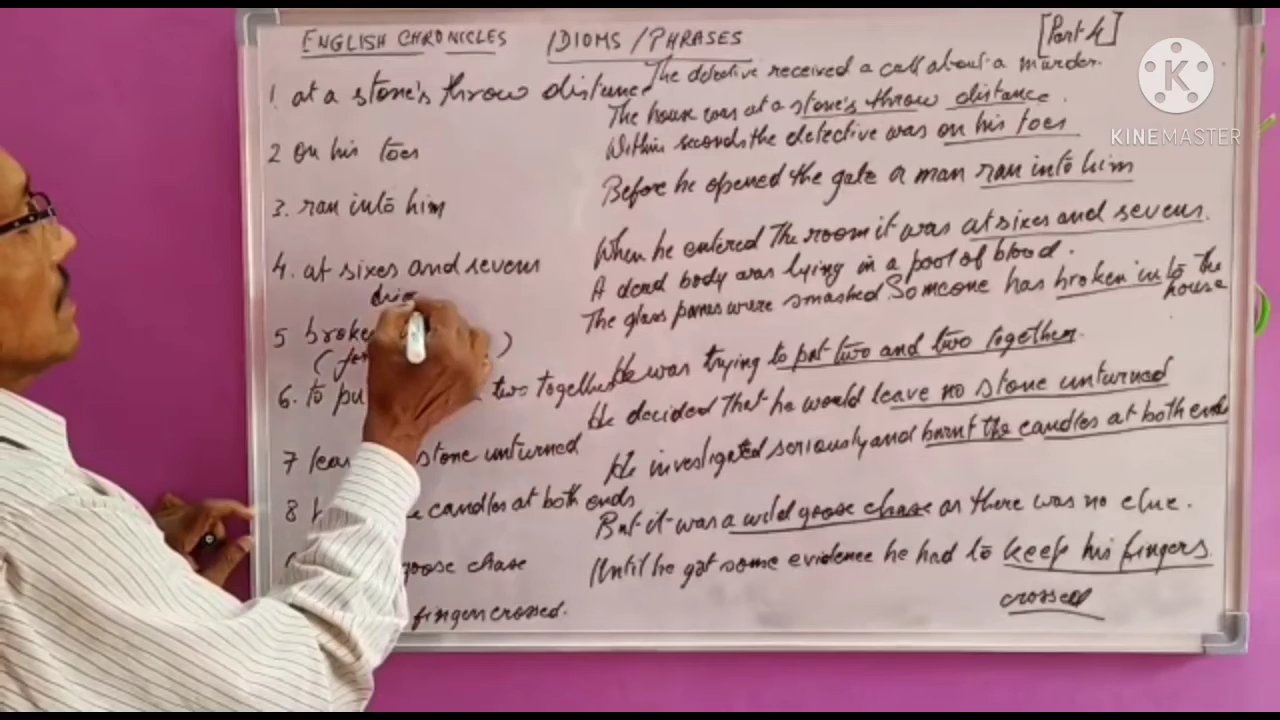 ENGLISH CHRONICLES IDIOMS / PHRASES [Part 4]
1. at a stone's throw distance
2 on his toes
3. ran into him
4. at sixes and sevens
5 broke
)
6. to pu two together
7 lea stone unturned
8 candles at both ends
goose chase
fingers crossed.
The detective received a call about a murder.
The house was at a stone's throw distance.
Within seconds the detective was on his toes
Before he opened the gate a man ran into him
When he entered the room it was at sixes and sevens.
A dead body was lying in a pool of blood.
The glass panes were smashed. Someone has broken into the house
He was trying to put two and two together.
He decided that he would leave no stone unturned
He investigated seriously and burnt the candles at both ends
But it was a wild goose chase as there was no clue.
Until he got some evidence he had to keep his fingers
crossed
K
KINEMASTER